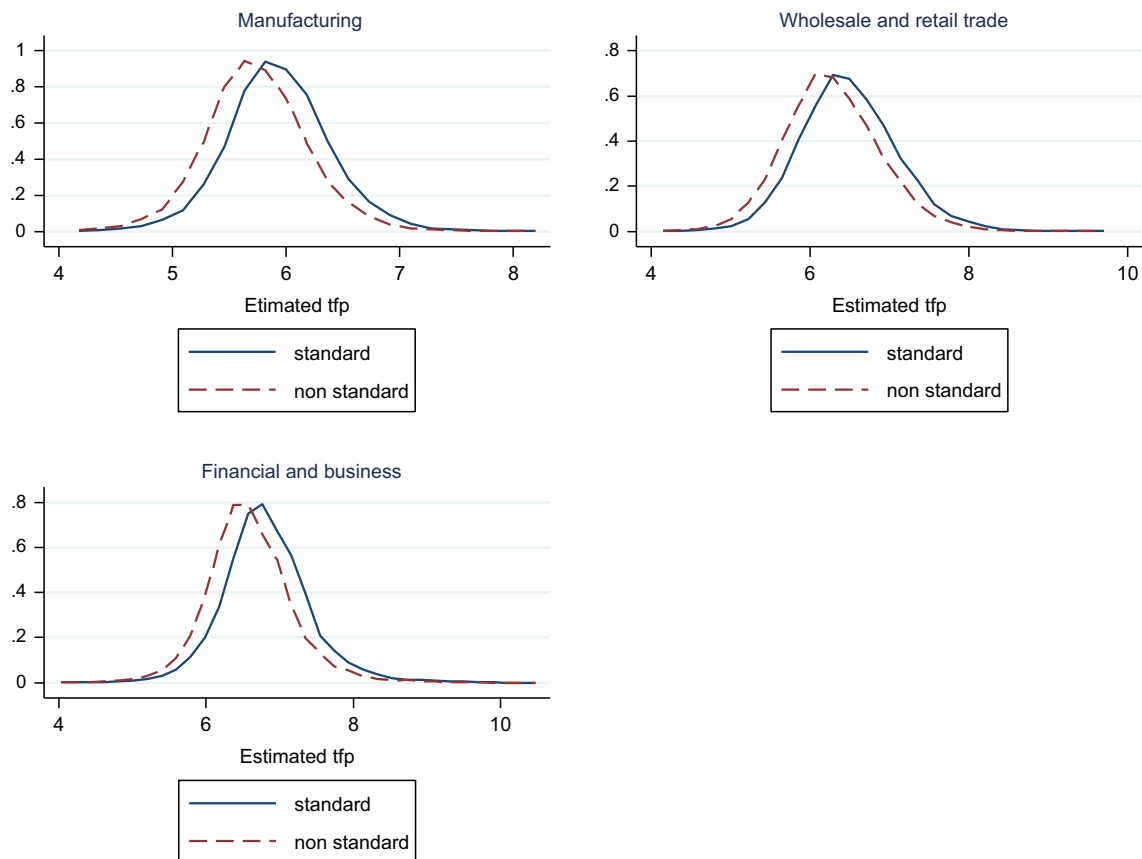 Manufacturing
1
.8
.6
.4
.2
0
4 5 6 7 8
Etimated tfp
standard
non standard
Wholesale and retail trade
.8
.6
.4
.2
0
4 6 8 10
Estimated tfp
standard
non standard
Financial and business
.8
.6
.4
.2
0
4 6 8 10
Estimated tfp
standard
non standard